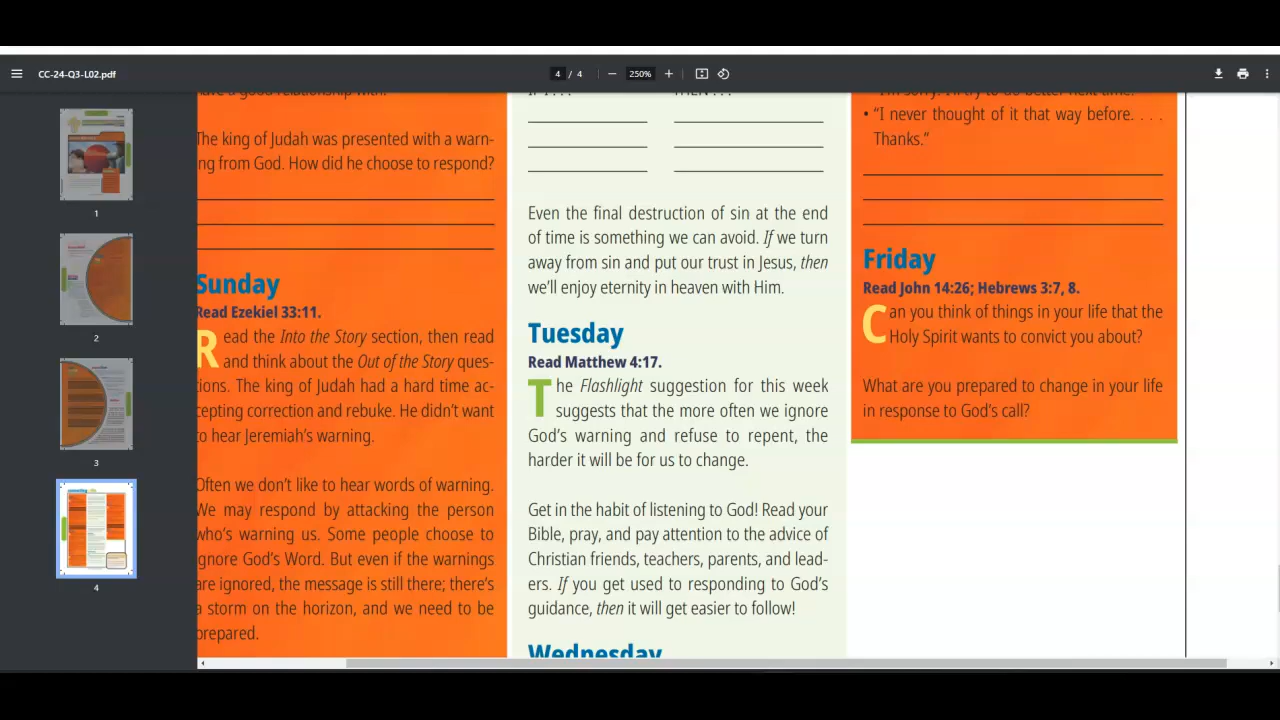 CC-24-Q3-L02.pdf
4 / 4
250%
1
2
3
4
have a good relationship with?
The king of Judah was presented with a warn-
ing from God. How did he choose to respond?
Sunday
Read Ezekiel 33:11.
Read the Into the Story section, then read
and think about the Out of the Story ques-
tions. The king of Judah had a hard time ac-
cepting correction and rebuke. He didn't want
to hear Jeremiah's warning.
Often we don't like to hear words of warning.
We may respond by attacking the person
who's warning us. Some people choose to
ignore God's Word. But even if the warnings
are ignored, the message is still there; there's
a storm on the horizon, and we need to be
prepared.
IF I . . . THEN . . .
Even the final destruction of sin at the end
of time is something we can avoid. If we turn
away from sin and put our trust in Jesus, then
we'll enjoy eternity in heaven with Him.
Tuesday
Read Matthew 4:17.
The Flashlight suggestion for this week
suggests that the more often we ignore
God's warning and refuse to repent, the
harder it will be for us to change.
Get in the habit of listening to God! Read your
Bible, pray, and pay attention to the advice of
Christian friends, teachers, parents, and lead-
ers. If you get used to responding to God's
guidance, then it will get easier to follow!
Wednesday
"I'm sorry. I'll try to do better next time."
• "I never thought of it that way before. . . .
Thanks."
Friday
Read John 14:26; Hebrews 3:7, 8.
Can you think of things in your life that the
Holy Spirit wants to convict you about?
What are you prepared to change in your life
in response to God's call?